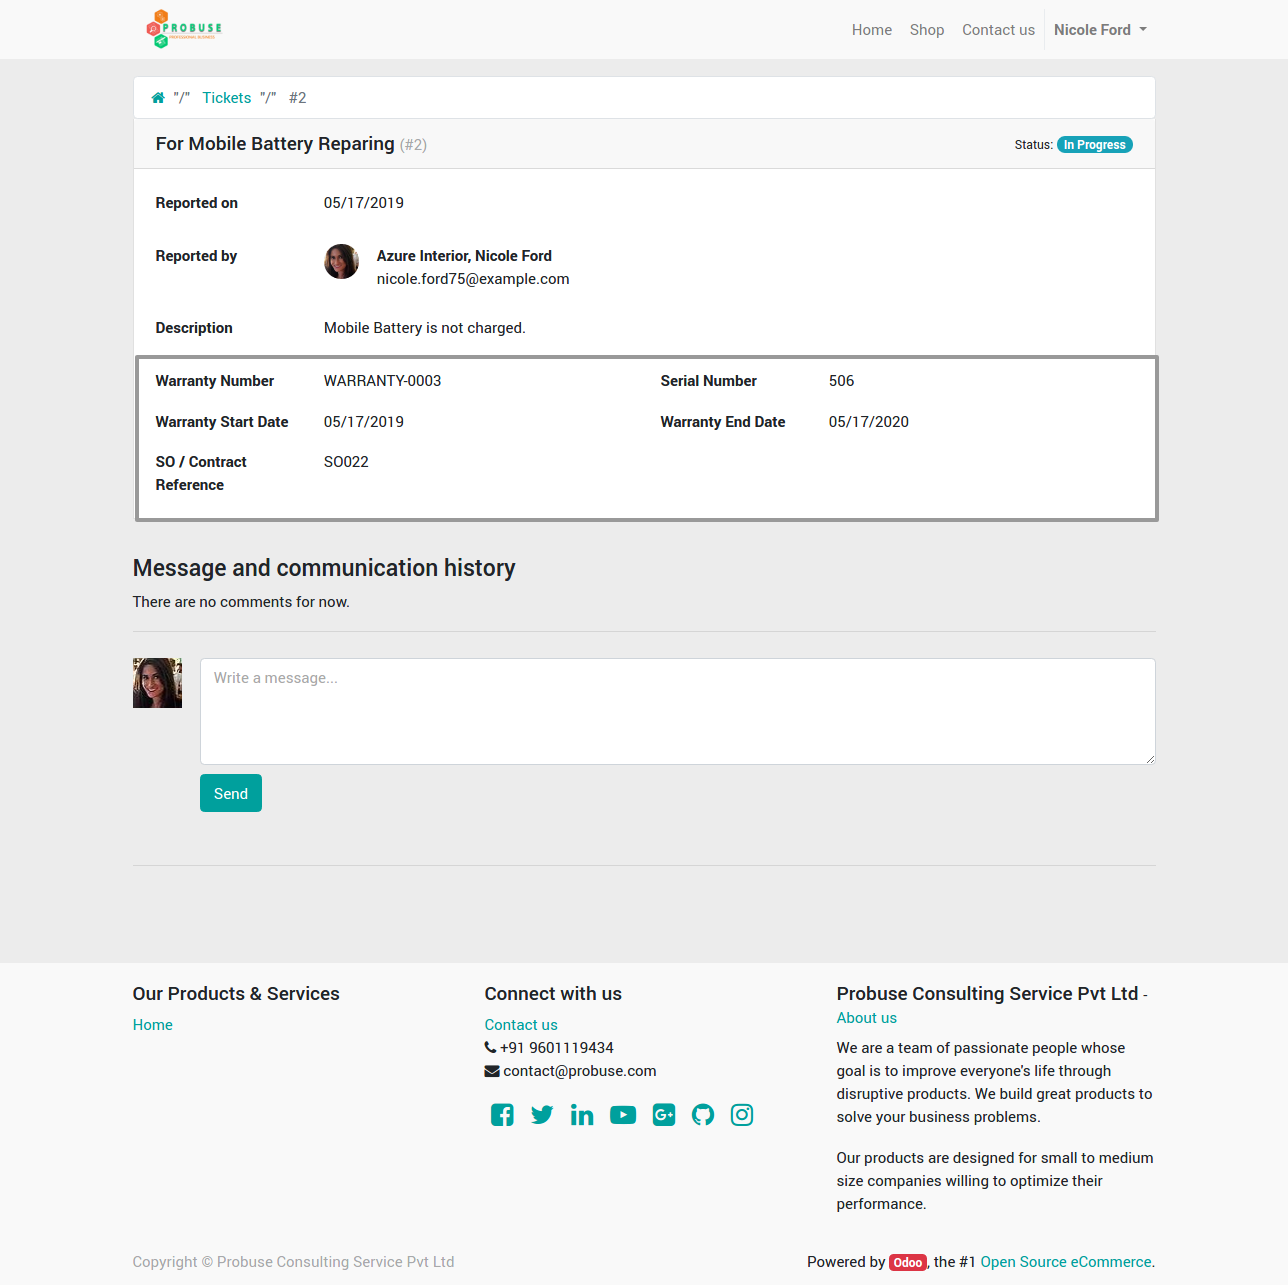 PROBUSE
Home Shop Contact us Nicole Ford
"/" Tickets "/" #2
For Mobile Battery Reparing (#2) Status: In Progress
Reported on 05/17/2019
Reported by Azure Interior, Nicole Ford
nicole.ford75@example.com
Description Mobile Battery is not charged.
Warranty Number WARRANTY-0003 Serial Number 506
Warranty Start Date 05/17/2019 Warranty End Date 05/17/2020
SO / Contract SO022
Reference
Message and communication history
There are no comments for now.
Write a message...
Send
Our Products & Services
Home
Connect with us
Contact us
+91 9601119434
contact@probuse.com
Probuse Consulting Service Pvt Ltd -
About us
We are a team of passionate people whose
goal is to improve everyone's life through
disruptive products. We build great products to
solve your business problems.
Our products are designed for small to medium
size companies willing to optimize their
performance.
Copyright © Probuse Consulting Service Pvt Ltd
Powered by Odoo, the #1 Open Source eCommerce.